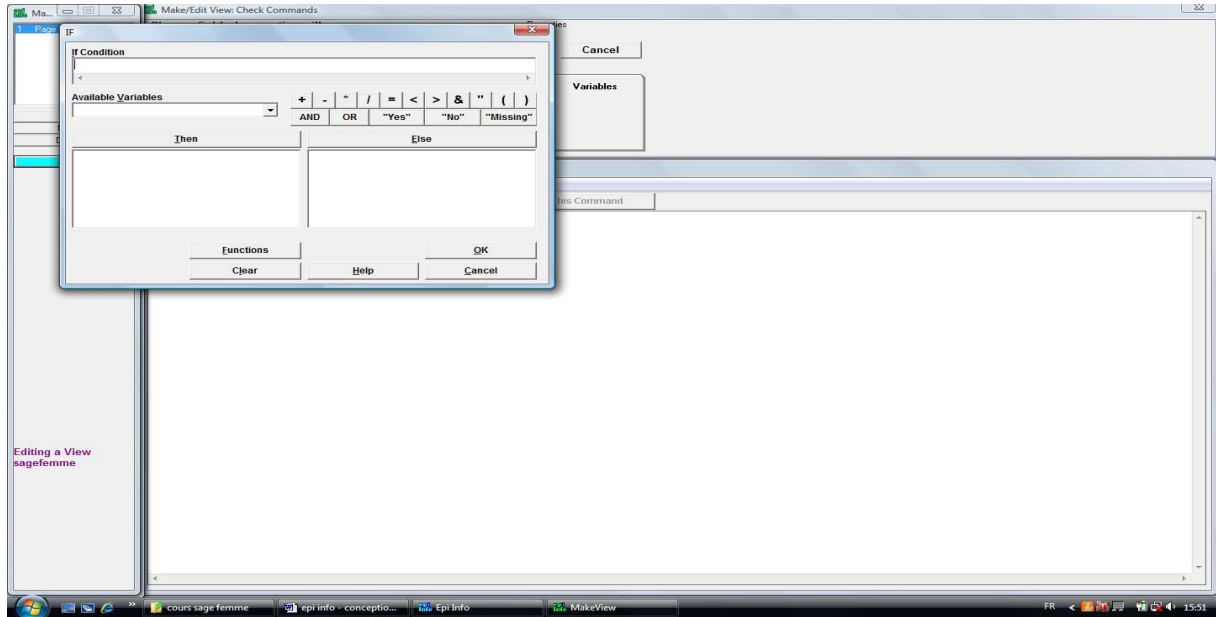 Ma...
Make/Edit View: Check Commands
1 Page
IF
If Condition
Cancel
Available Variables
Variables
+ - * / = < > & " ( )
AND OR "Yes" "No" "Missing"
Then Else
his Command
Functions OK
Clear Help Cancel
Editing a View
sagefemme
cours sage femme
epi info - conceptio...
Epi Info
MakeView
FR
15:51